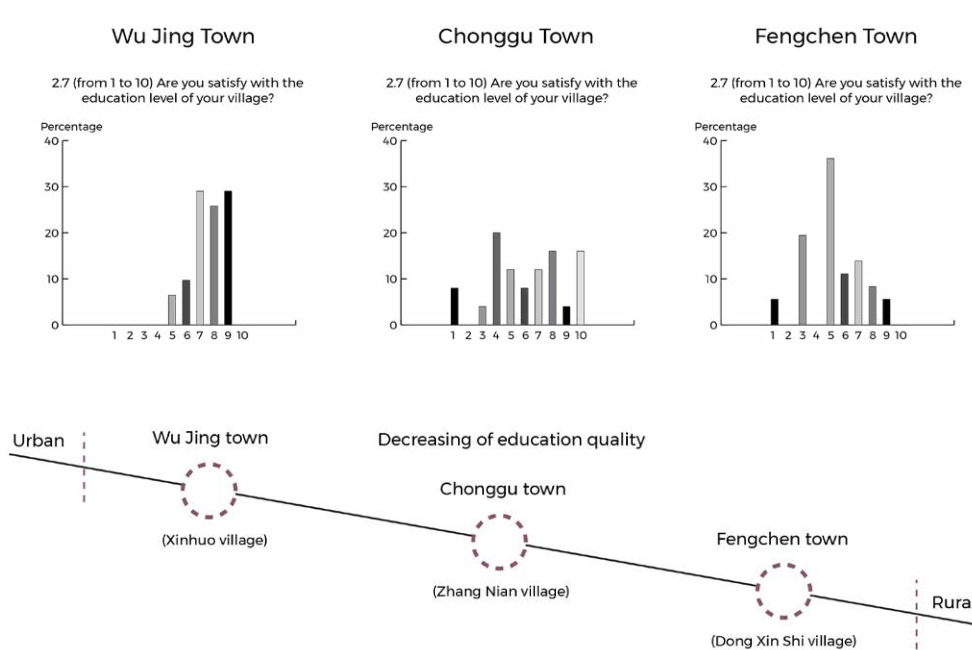 Wu Jing Town
2.7 (from 1 to 10) Are you satisfy with the
education level of your village?
Percentage
40
30
20
10
0
1 2 3 4 5 6 7 8 9 10
Chonggu Town
2.7 (from 1 to 10) Are you satisfy with the
education level of your village?
Percentage
40
30
20
10
0
1 2 3 4 5 6 7 8 9 10
Fengchen Town
2.7 (from 1 to 10) Are you satisfy with the
education level of your village?
Percentage
40
30
20
10
0
1 2 3 4 5 6 7 8 9 10
Urban
Wu Jing town
(Xinhuo village)
Decreasing of education quality
Chonggu town
(Zhang Nian village)
Fengchen town
(Dong Xin Shi village)
Rura